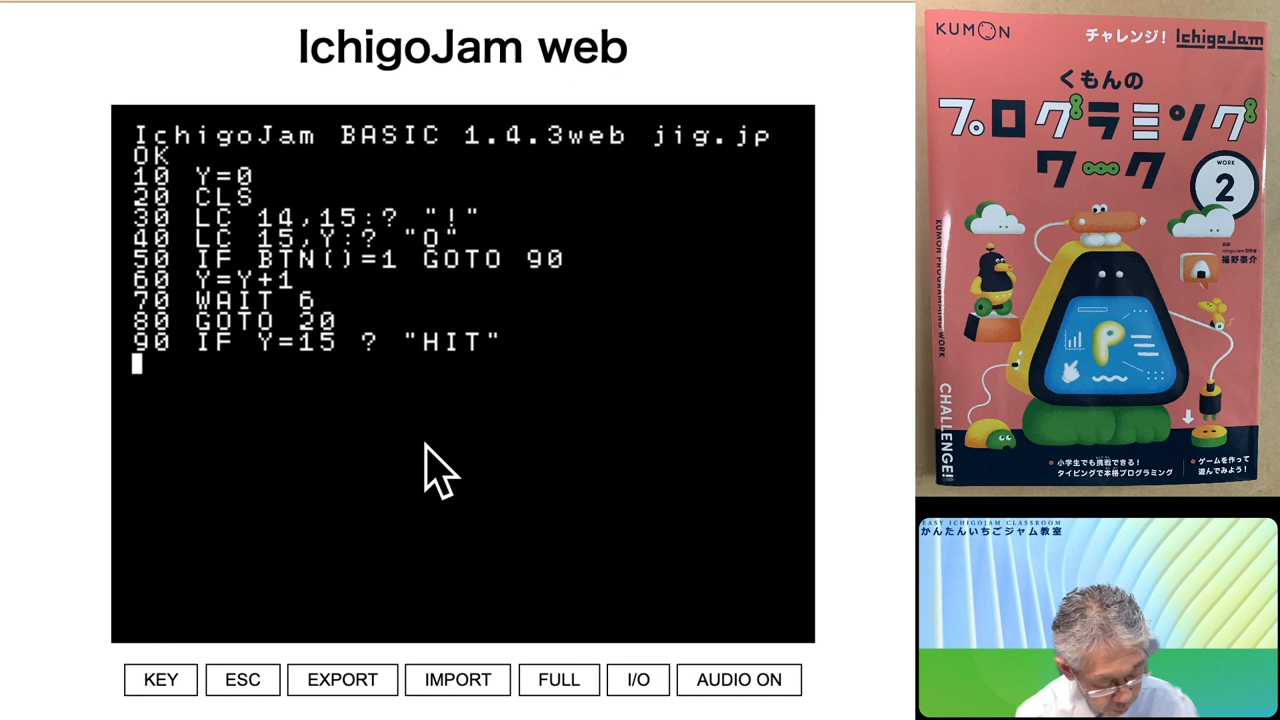 IchigoJam web
IchigoJam BASIC 1.4.3web jig.jp
OK
10 Y=0
20 CLS
30 LC 14,15:? "!"
40 LC 15,Y:? "O"
50 IF BTN()=1 GOTO 90
60 Y=Y+1
70 WAIT 6
80 GOTO 20
90 IF Y=15 ? "HIT"
KEY
ESC
EXPORT
IMPORT
FULL
I/O
AUDIO ON
KUMON
チャレンジ! IchigoJam
くもんの
プログラミング
ワーク
WORK
2
福野泰介
KUMON PROGRAMMING WORK
CHALLENGE!
小学生でも挑戦できる!
タイピングで本格プログラミング
ゲームを作って
遊んでみよう!
EASY ICHIGOJAM CLASSROOM
かんたんいちごジャム教室